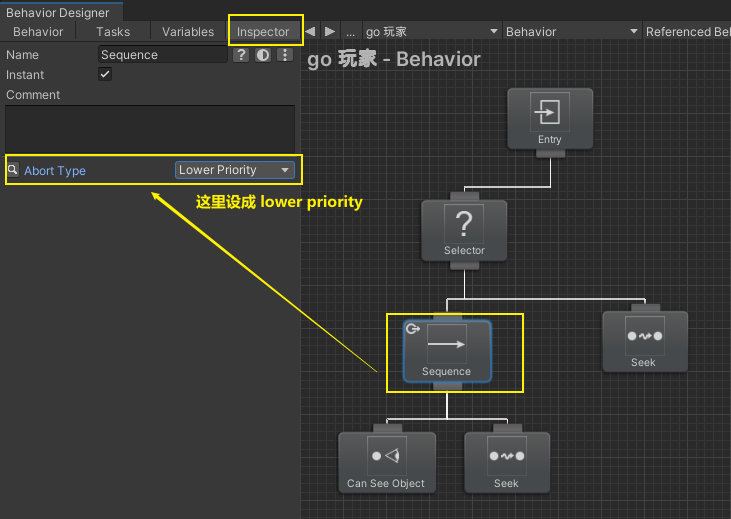 Behavior Designer
Behavior Tasks Variables Inspector ... go 玩家 Behavior Referenced Beh
Name Sequence ?
Instant
Comment
Abort Type Lower Priority
这里设成 lower priority
go 玩家 - Behavior
Entry
?
Selector
Sequence
Seek
Can See Object
Seek